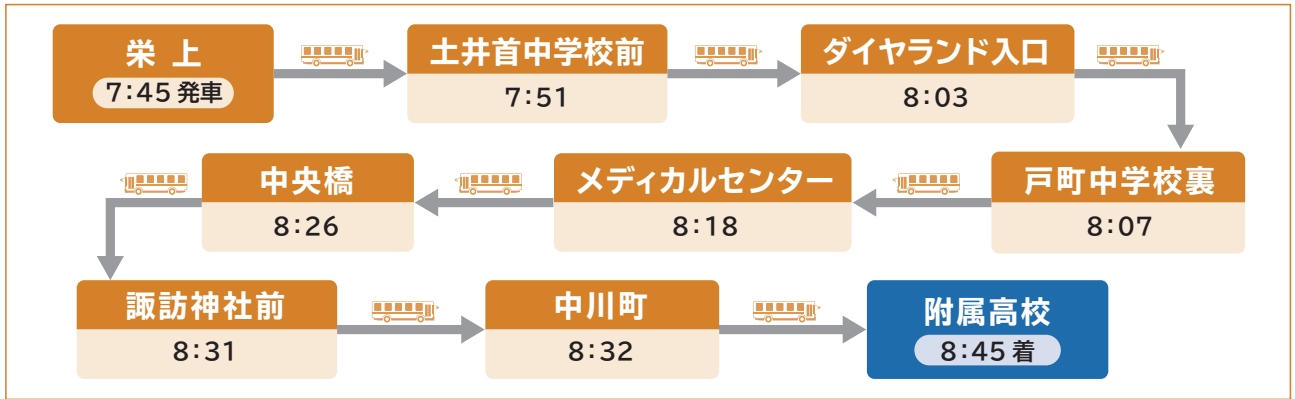 栄上
7:45 発車
土井首中学校前
7:51
ダイヤランド入口
8:03
戸町中学校裏
8:07
メディカルセンター
8:18
中央橋
8:26
諏訪神社前
8:31
中川町
8:32
附属高校
8:45 着